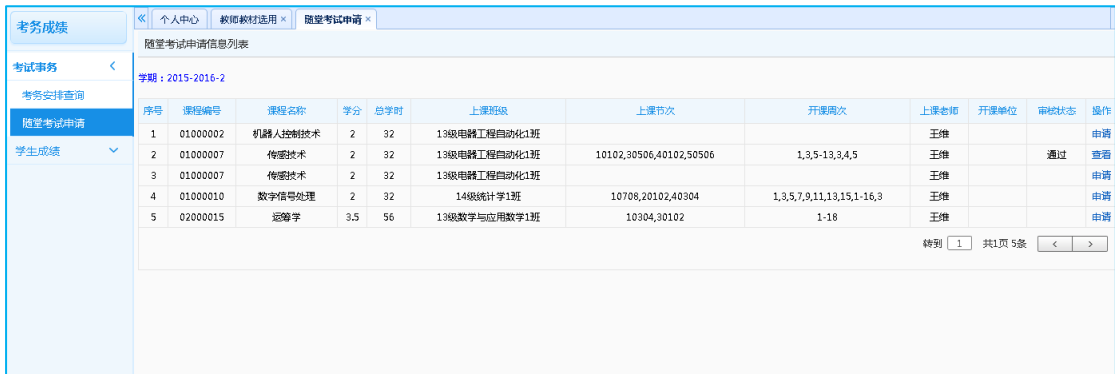 考务成绩
考试事务
考务安排查询
随堂考试申请
学生成绩
个人中心 教师教材选用 × 随堂考试申请 ×
随堂考试申请信息列表
学期：2015-2016-2
序号 课程编号 课程名称 学分 总学时 上课班级 上课节次 开课周次 上课老师 开课单位 审核状态 操作
1 01000002 机器人控制技术 2 32 13级电器工程自动化1班 王维 申请
2 01000007 传感技术 2 32 13级电器工程自动化1班 10102,30506,40102,50506 1,3,5-13,3,4,5 王维 通过 查看
3 01000007 传感技术 2 32 13级电器工程自动化1班 王维 申请
4 01000010 数字信号处理 2 32 14级统计学1班 10708,20102,40304 1,3,5,7,9,11,13,15,1-16,3 王维 申请
5 02000015 运筹学 3.5 56 13级数学与应用数学1班 10304,30102 1-18 王维 申请
转到 1 共1页 5条